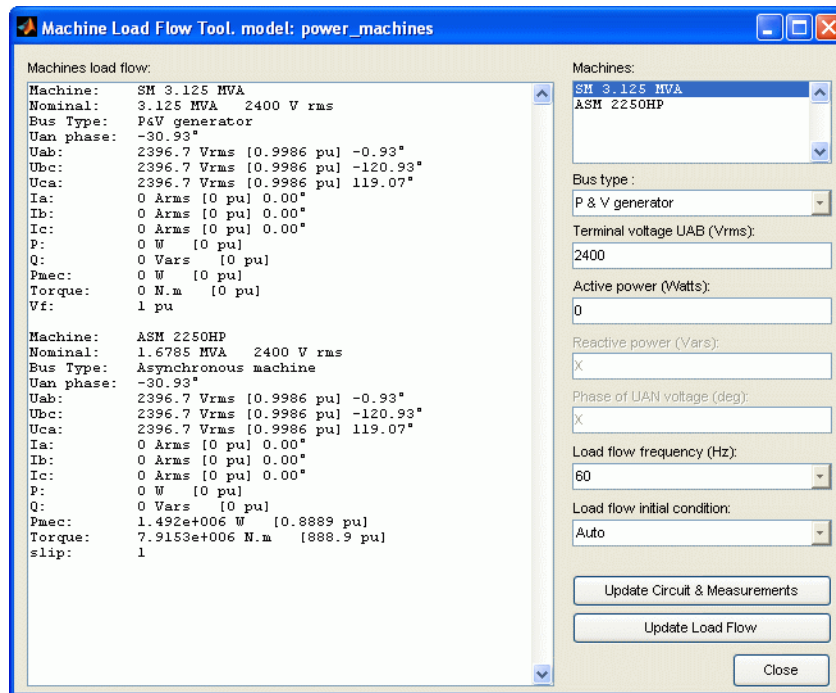 Machine Load Flow Tool. model: power_machines
Machines load flow:
Machine: SM 3.125 MVA
Nominal: 3.125 MVA 2400 V rms
Bus Type: P&V generator
Uan phase: -30.93°
Uab: 2396.7 Vrms [0.9986 pu] -0.93°
Ubc: 2396.7 Vrms [0.9986 pu] -120.93°
Uca: 2396.7 Vrms [0.9986 pu] 119.07°
Ia: 0 Arms [0 pu] 0.00°
Ib: 0 Arms [0 pu] 0.00°
Ic: 0 Arms [0 pu] 0.00°
P: 0 W [0 pu]
Q: 0 Vars [0 pu]
Pmec: 0 W [0 pu]
Torque: 0 N.m [0 pu]
Vf: 1 pu
Machine: ASM 2250HP
Nominal: 1.6785 MVA 2400 V rms
Bus Type: Asynchronous machine
Uan phase: -30.93°
Uab: 2396.7 Vrms [0.9986 pu] -0.93°
Ubc: 2396.7 Vrms [0.9986 pu] -120.93°
Uca: 2396.7 Vrms [0.9986 pu] 119.07°
Ia: 0 Arms [0 pu] 0.00°
Ib: 0 Arms [0 pu] 0.00°
Ic: 0 Arms [0 pu] 0.00°
P: 0 W [0 pu]
Q: 0 Vars [0 pu]
Pmec: 1.492e+006 W [0.8889 pu]
Torque: 7.9153e+006 N.m [888.9 pu]
slip: 1
Machines:
SM 3.125 MVA
ASM 2250HP
Bus type :
P & V generator
Terminal voltage UAB (Vrms):
2400
Active power (Watts):
0
Reactive power (Vars):
X
Phase of UAN voltage (deg):
X
Load flow frequency (Hz):
60
Load flow initial condition:
Auto
Update Circuit & Measurements
Update Load Flow
Close